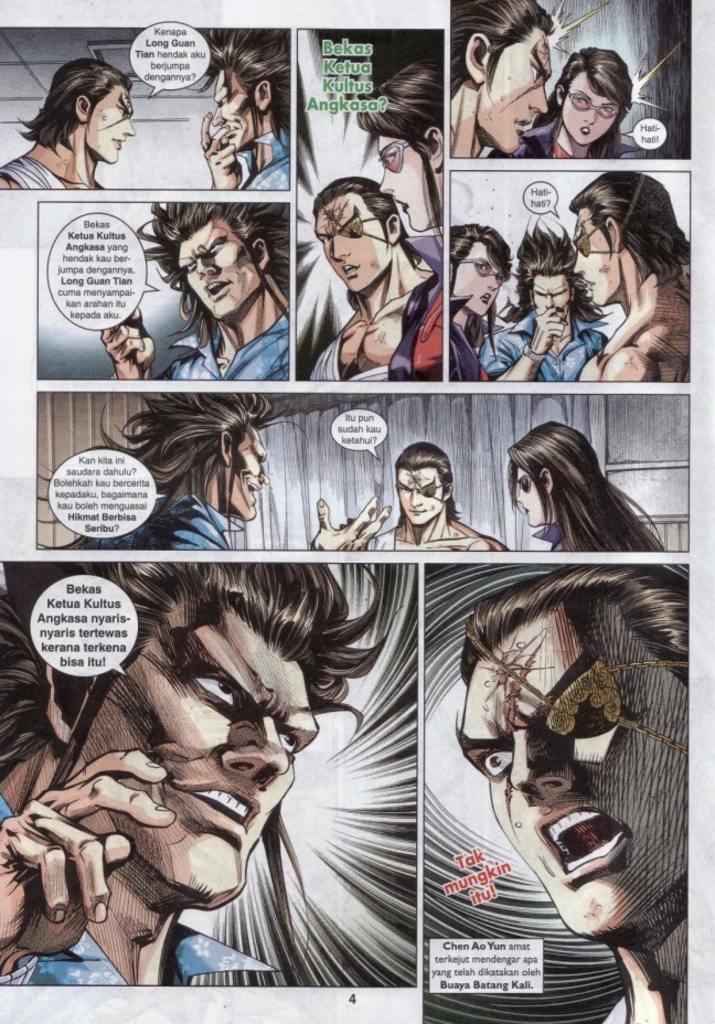 Kenapa
Long Guan
Tian hendak aku
berjumpa
dengannya?
Bekas
Ketua
Kultus
Angkasa?
Hati-
hati!
Bekas
Ketua Kultus
Angkasa yang
hendak kau ber-
jumpa dengannya.
Long Guan Tian
cuma menyampai-
kan arahan itu
kepada aku.
Hati-
hati?
Kan kita ini
saudara dahulu?
Bolehkah kau bercerita
kepadaku, bagaimana
kau boleh menguasai
Hikmat Berbisa
Seribu?
Itu pun
sudah kau
ketahui?
Bekas
Ketua Kultus
Angkasa nyaris-
nyaris tertewas
kerana terkena
bisa itu!
Tak
mungkin
itu!
Chen Ao Yun amat
terkejut mendengar apa
yang telah dikatakan oleh
Buaya Batang Kali.
4